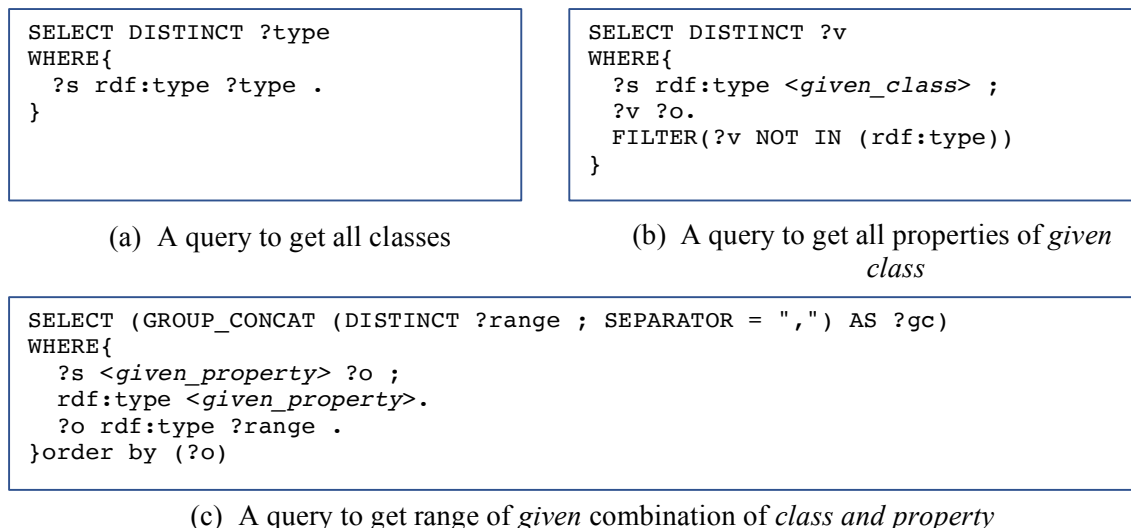 SELECT DISTINCT ?type
WHERE{
?s rdf:type ?type .
}
(a) A query to get all classes
SELECT DISTINCT ?v
WHERE{
?s rdf:type <given_class> ;
?v ?o.
FILTER(?v NOT IN (rdf:type))
}
(b) A query to get all properties of given
class
SELECT (GROUP_CONCAT (DISTINCT ?range ; SEPARATOR = ",") AS ?gc)
WHERE{
?s <given_property> ?o ;
rdf:type <given_property>.
?o rdf:type ?range .
}order by (?o)
(c) A query to get range of given combination of class and property